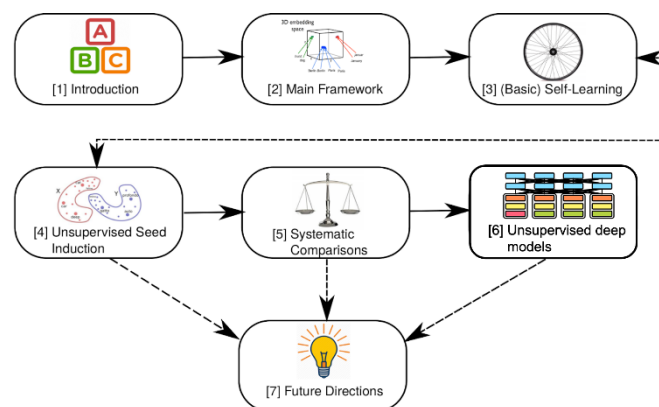 A
B C
[1] Introduction
3D embedding
space
[2] Main Framework
[3] (Basic) Self-Learning
X
Y
[4] Unsupervised Seed
Induction
[5] Systematic
Comparisons
[6] Unsupervised deep
models
[7] Future Directions